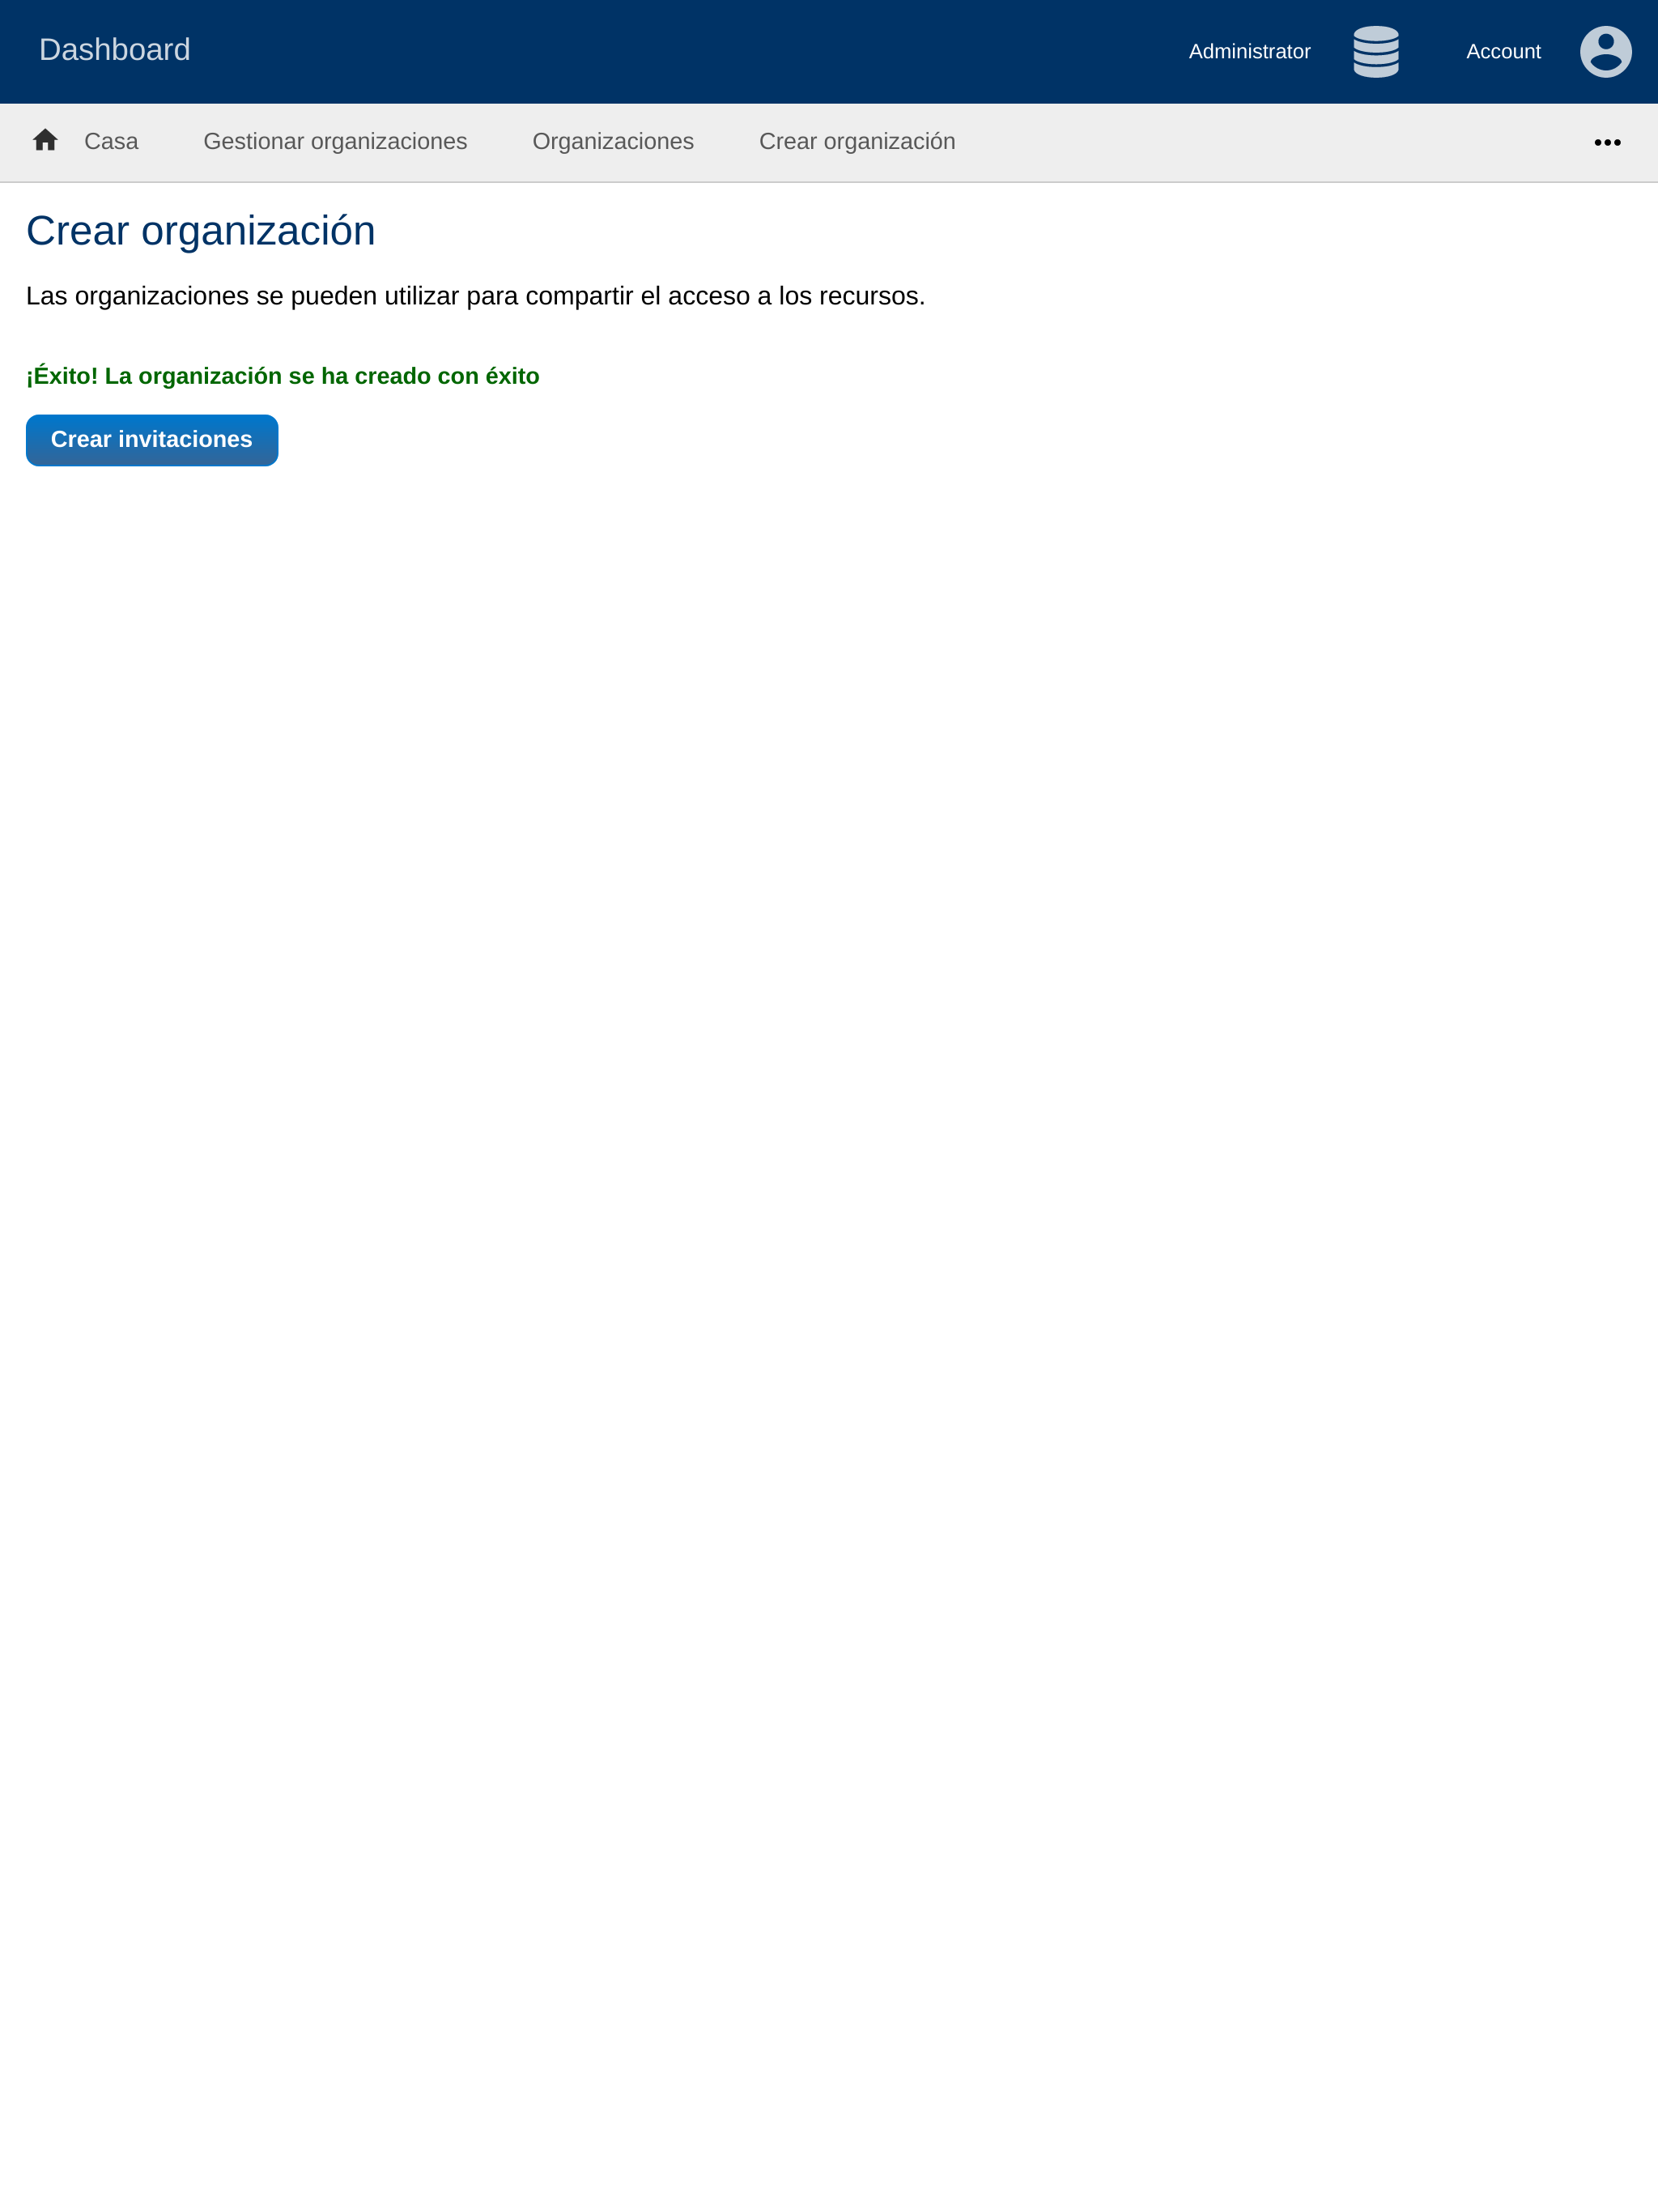 Dashboard
Administrator
Account
Casa
Gestionar organizaciones
Organizaciones
Crear organización
Crear organización
Las organizaciones se pueden utilizar para compartir el acceso a los recursos.
¡Éxito! La organización se ha creado con éxito
Crear invitaciones